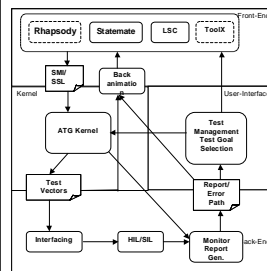 Front-End
Rhapsody
Statemate
LSC
ToolX
SMI/
SSL
Back
animatio
n
Kernel
User-Interface
ATG Kernel
Test
Management
Test Goal
Selection
Test
Vectors
Report/
Error
Path
Interfacing
HIL/SIL
Monitor
Report
Gen.
ack-End